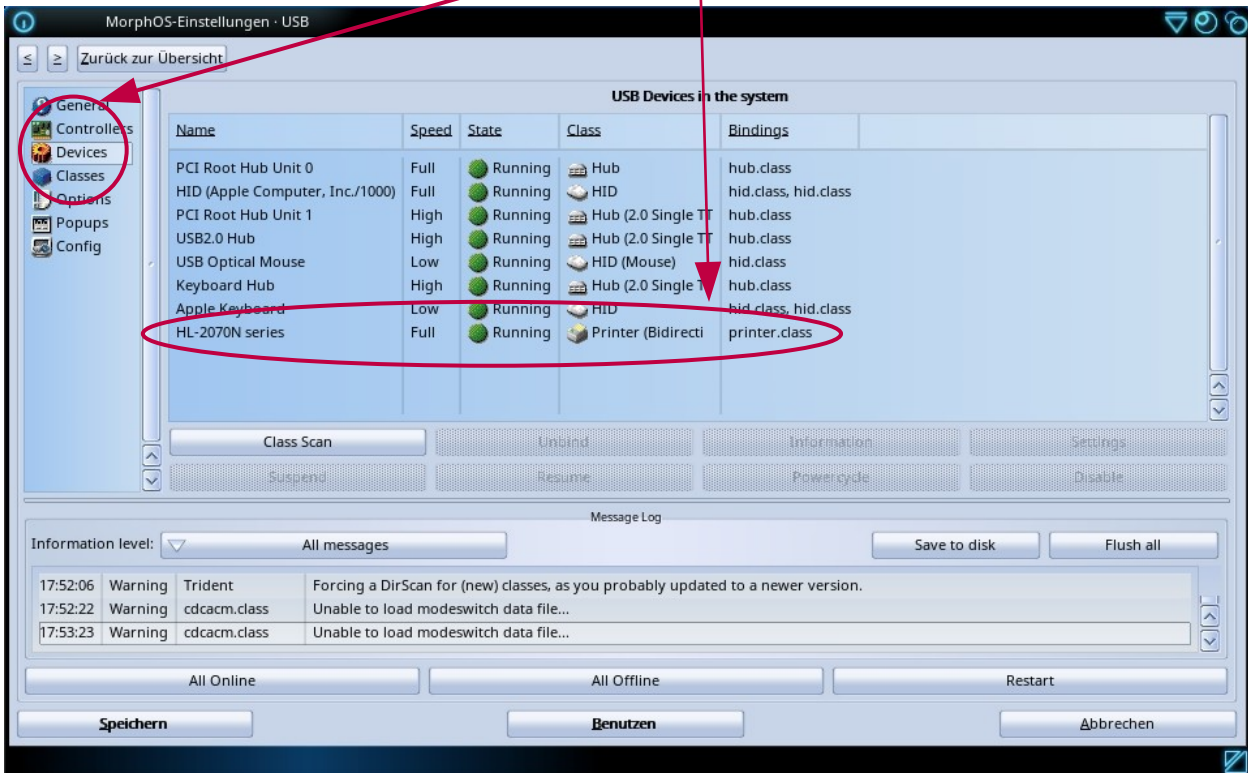 MorphOS-Einstellungen · USB
≤ ≥ Zurück zur Übersicht
General
Controllers
Devices
Classes
Options
Popups
Config
USB Devices in the system
Name Speed State Class Bindings
PCI Root Hub Unit 0 Full Running Hub hub.class
HID (Apple Computer, Inc./1000) Full Running HID hid.class, hid.class
PCI Root Hub Unit 1 High Running Hub (2.0 Single TT hub.class
USB2.0 Hub High Running Hub (2.0 Single TT hub.class
USB Optical Mouse Low Running HID (Mouse) hid.class
Keyboard Hub High Running Hub (2.0 Single T hub.class
Apple Keyboard Low Running HID hid.class, hid.class
HL-2070N series Full Running Printer (Bidirecti printer.class
Class Scan Unbind Information Settings
Suspend Resume Powercycle Disable
Message Log
Information level: All messages Save to disk Flush all
17:52:06 Warning Trident Forcing a DirScan for (new) classes, as you probably updated to a newer version.
17:52:22 Warning cdcacm.class Unable to load modeswitch data file...
17:53:23 Warning cdcacm.class Unable to load modeswitch data file...
All Online All Offline Restart
Speichern Benutzen Abbrechen